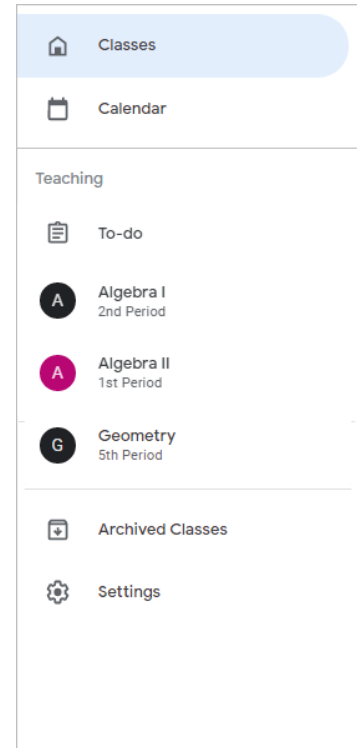 Classes
Calendar
Teaching
To-do
A
Algebra I
2nd Period
A
Algebra II
1st Period
G
Geometry
5th Period
Archived Classes
Settings